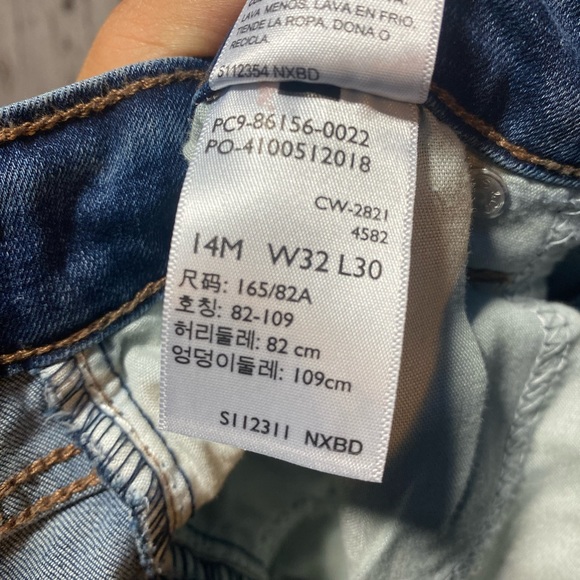 LAVA MENOS, LAVA EN FRÍO,
TIENDE LA ROPA, DONA O
RECICLA.
S112354 NXBD
PC9-86156-0022
PO-4100512018
CW-2821
4582
14M W32 L30
尺码: 165/82A
호칭: 82-109
허리둘레: 82 cm
엉덩이둘레: 109cm
S112311 NXBD